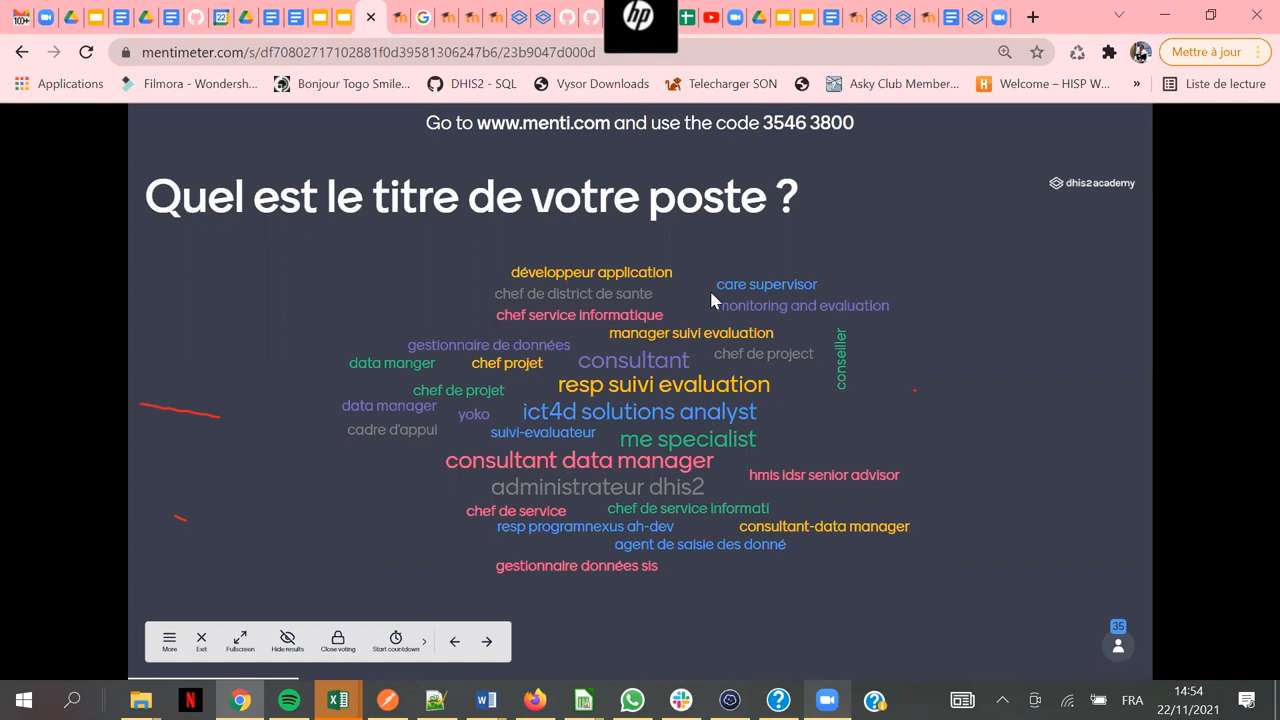 100+
22
hp
mentimeter.com/s/df70802717102881f0d39581306247b6/23b9047d000d
Mettre à jour
Applications
Filmora - Wondersh...
Bonjour Togo Smile...
DHIS2 - SQL
Vysor Downloads
Telecharger SON
Asky Club Member...
Welcome – HISP W...
»
Liste de lecture
Go to www.menti.com and use the code 3546 3800
Quel est le titre de votre poste ?
dhis2 academy
développeur application
care supervisor
chef de district de sante
monitoring and evaluation
chef service informatique
manager suivi evaluation
conseiller
gestionnaire de données
consultant
chef de project
data manger
chef projet
resp suivi evaluation
chef de projet
data manager
yoko
ict4d solutions analyst
cadre d'appui
suivi-evaluateur
me specialist
consultant data manager
hmis idsr senior advisor
administrateur dhis2
chef de service
chef de service informati
resp programnexus ah-dev
consultant-data manager
agent de saisie des donné
gestionnaire données sis
More
Exit
Fullscreen
Hide results
Close voting
Start countdown
35
FRA
14:54
22/11/2021